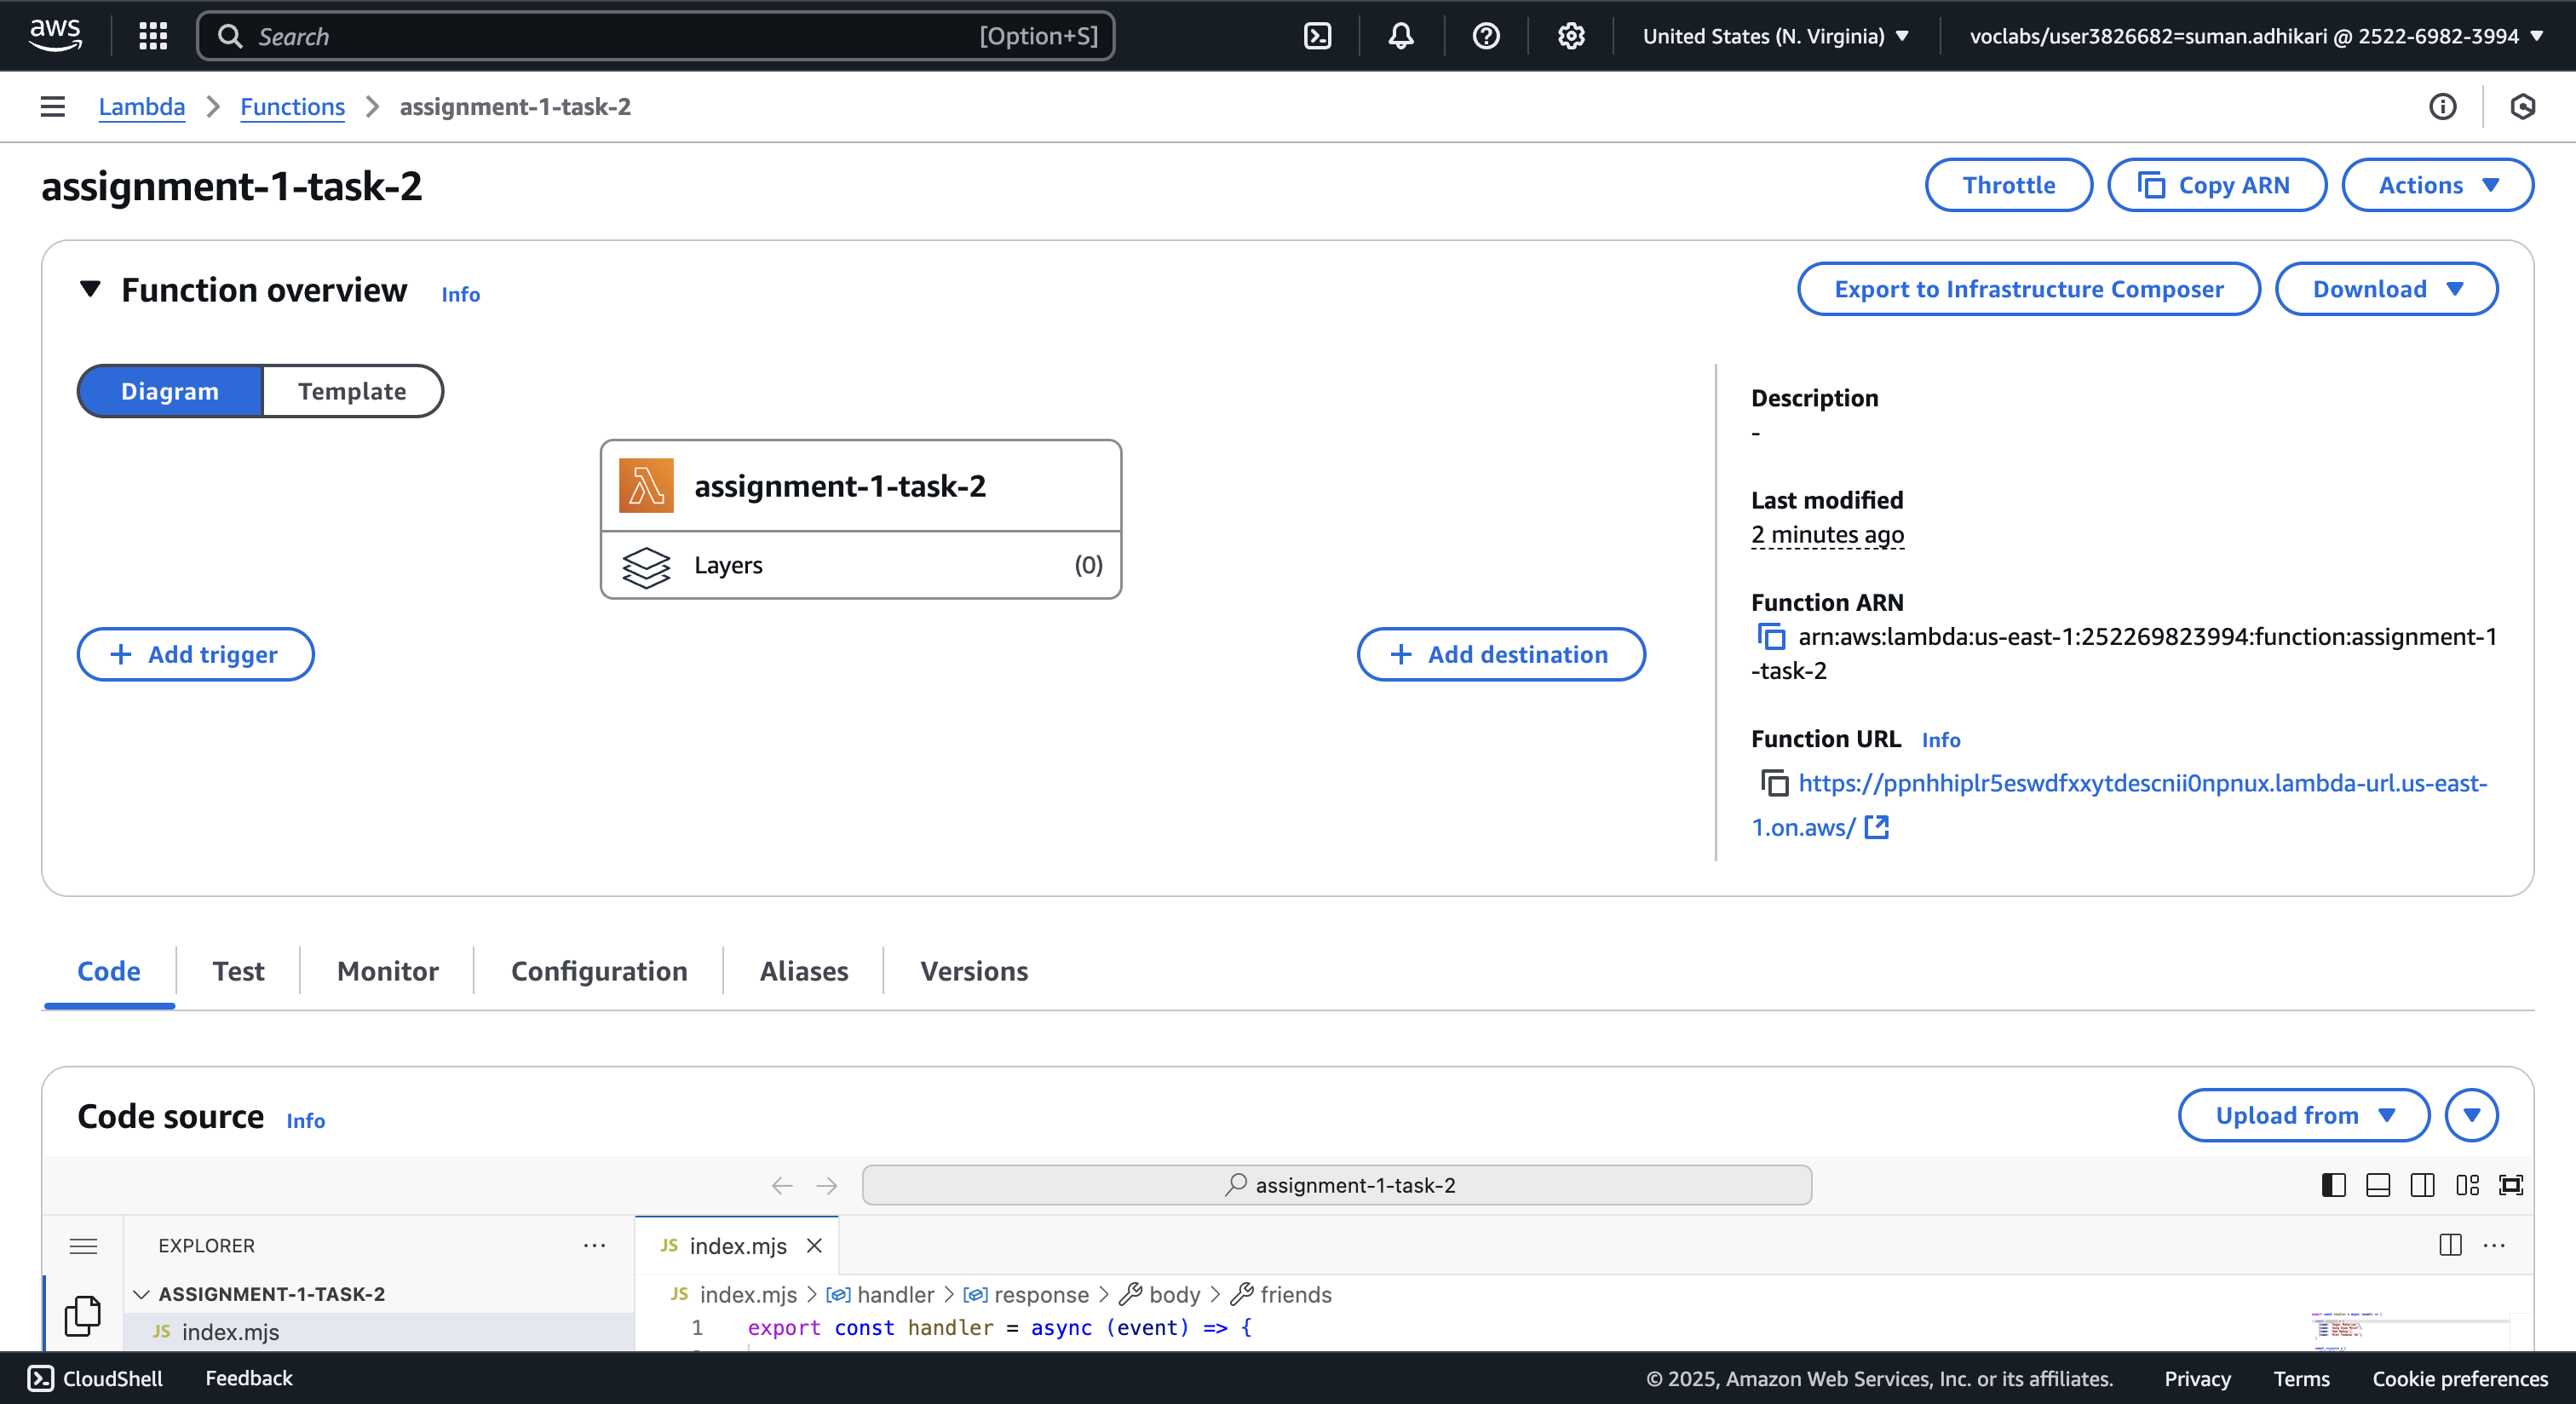 aws
Search [Option+S] United States (N. Virginia) voclabs/user3826682=suman.adhikari @ 2522-6982-3994
Lambda Functions assignment-1-task-2
assignment-1-task-2 Throttle Copy ARN Actions
Function overview Info Export to Infrastructure Composer Download
Diagram Template
Description
-
assignment-1-task-2
Layers (0)
Last modified
2 minutes ago
Function ARN
arn:aws:lambda:us-east-1:252269823994:function:assignment-1
-task-2
+ Add trigger + Add destination
Function URL Info
https://ppnhhiplr5eswdfxxytdescnii0npnux.lambda-url.us-east-
1.on.aws/
Code Test Monitor Configuration Aliases Versions
Code source Info Upload from
assignment-1-task-2
EXPLORER ... JS index.mjs ...
ASSIGNMENT-1-TASK-2 JS index.mjs > handler > response > body > friends
JS index.mjs 1 export const handler = async (event) => {
CloudShell Feedback © 2025, Amazon Web Services, Inc. or its affiliates. Privacy Terms Cookie preferences